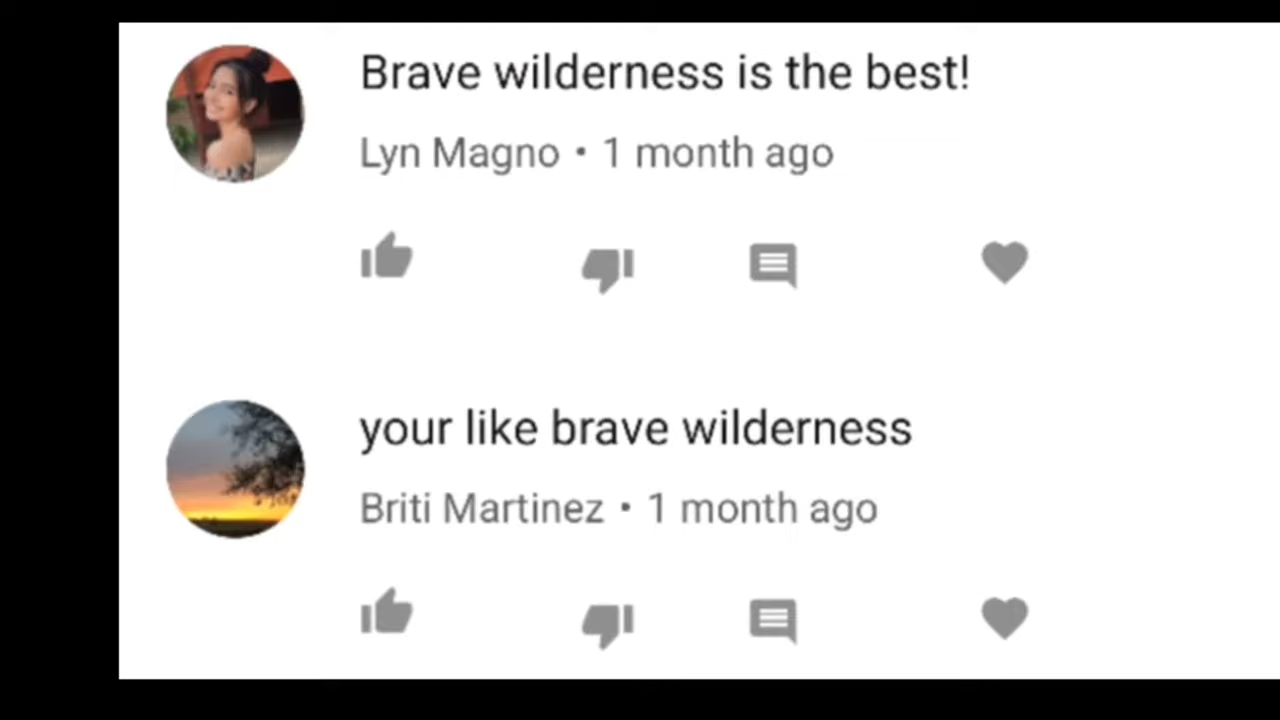 Brave wilderness is the best!
Lyn Magno • 1 month ago
your like brave wilderness
Briti Martinez • 1 month ago